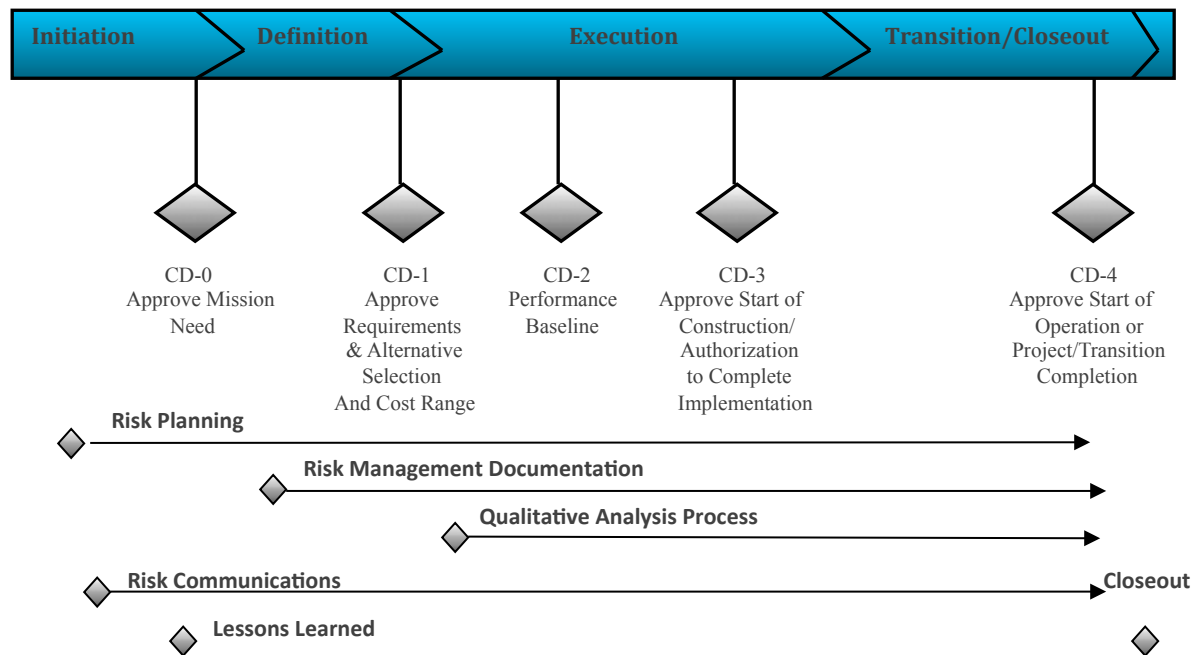 Initiation
Definition
Execution
Transition/Closeout
CD-0
Approve Mission
Need
CD-1
Approve
Requirements
& Alternative
Selection
And Cost Range
CD-2
Performance
Baseline
CD-3
Approve Start of
Construction/
Authorization
to Complete
Implementation
CD-4
Approve Start of
Operation or
Project/Transition
Completion
Risk Planning
Risk Management Documentation
Qualitative Analysis Process
Risk Communications
Closeout
Lessons Learned